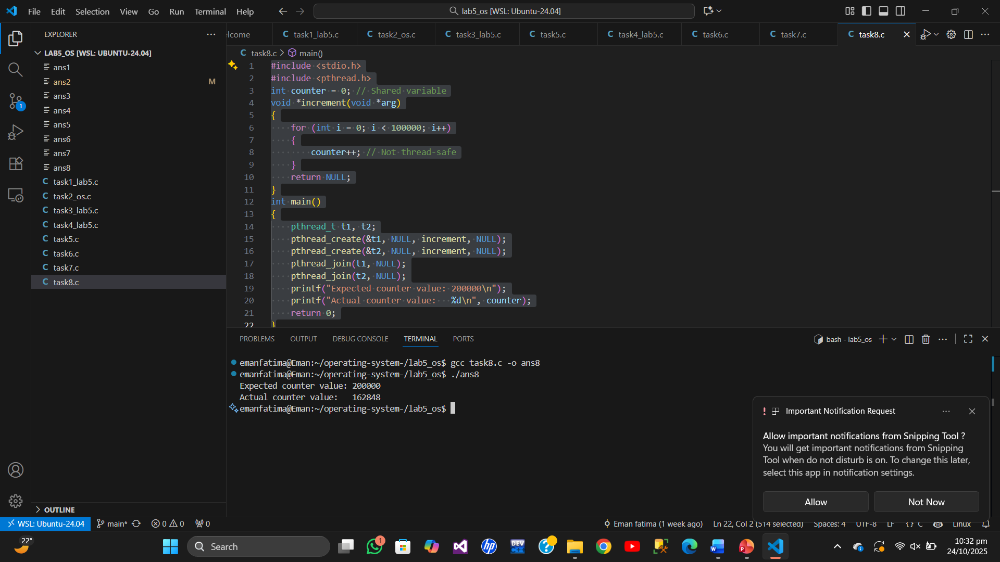 File Edit Selection View Go Run Terminal Help
lab5_os [WSL: Ubuntu-24.04]
EXPLORER
LAB5_OS [WSL: UBUNTU-24.04]
ans1
ans2 M
ans3
ans4
ans5
ans6
ans7
ans8
C task1_lab5.c
C task2_os.c
C task3_lab5.c
C task4_lab5.c
C task5.c
C task6.c
C task7.c
C task8.c
OUTLINE
1
lcome
C task1_lab5.c
C task2_os.c
C task3_lab5.c
C task5.c
C task4_lab5.c
C task6.c
C task7.c
C task8.c
C task8.c > main()
1 #include <stdio.h>
2 #include <pthread.h>
3 int counter = 0; // Shared variable
4 void *increment(void *arg)
5 {
6 for (int i = 0; i < 100000; i++)
7 {
8 counter++; // Not thread-safe
9 }
10 return NULL;
11 }
12 int main()
13 {
14 pthread_t t1, t2;
15 pthread_create(&t1, NULL, increment, NULL);
16 pthread_create(&t2, NULL, increment, NULL);
17 pthread_join(t1, NULL);
18 pthread_join(t2, NULL);
19 printf("Expected counter value: 200000\n");
20 printf("Actual counter value:   %d\n", counter);
21 return 0;
22 }
PROBLEMS OUTPUT DEBUG CONSOLE TERMINAL PORTS
bash - lab5_os
emanfatima@Eman:~/operating-system-/lab5_os$ gcc task8.c -o ans8
emanfatima@Eman:~/operating-system-/lab5_os$ ./ans8
Expected counter value: 200000
Actual counter value:   162848
emanfatima@Eman:~/operating-system-/lab5_os$
Important Notification Request
Allow important notifications from Snipping Tool ?
You will get important notifications from Snipping
Tool when do not disturb is on. To change this later,
select this app in notification settings.
Allow
Not Now
WSL: Ubuntu-24.04 main* 0 0 0
Eman fatima (1 week ago) Ln 22, Col 2 (514 selected) Spaces: 4 UTF-8 LF {} C Linux
22°
Search
1
hp
DEV
C++
W
P
10:32 pm
24/10/2025